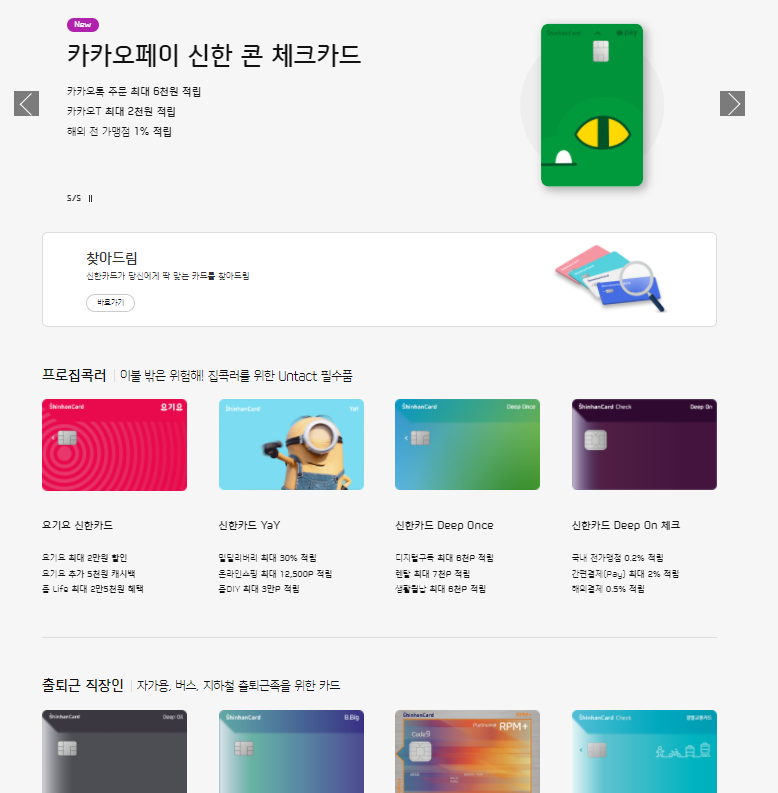 New
카카오페이 신한 콘 체크카드
카카오톡 주문 최대 6천원 적립
카카오T 최대 2천원 적립
해외 전 가맹점 1% 적립
ShinhanCard pay
5/5
찾아드림
신한카드가 당신에게 딱 맞는 카드를 찾아드림
바로가기
프로집콕러 이불 밖은 위험해! 집콕러를 위한 Untact 필수품
ShinhanCard 요기요
ShinhanCard YaY
ShinhanCard Deep Once
ShinhanCard Check Deep On
요기요 신한카드
신한카드 YaY
신한카드 Deep Once
신한카드 Deep On 체크
요기요 최대 2만원 할인
요기요 추가 5천원 캐시백
홈 Life 최대 2만5천원 혜택
밀딜리버리 최대 30% 적립
온라인쇼핑 최대 12,500P 적립
홈DIY 최대 3만P 적립
디지털구독 최대 6천P 적립
렌탈 최대 7천P 적립
생활월납 최대 6천P 적립
국내 전가맹점 0.2% 적립
간편결제(Pay) 최대 2% 적립
해외결제 0.5% 적립
출퇴근 직장인 자가용, 버스, 지하철 출퇴근족을 위한 카드
ShinhanCard Deep Oil
ShinhanCard B.Big
ShinhanCard
Platinum# RPM+
Code9
ShinhanCard Check